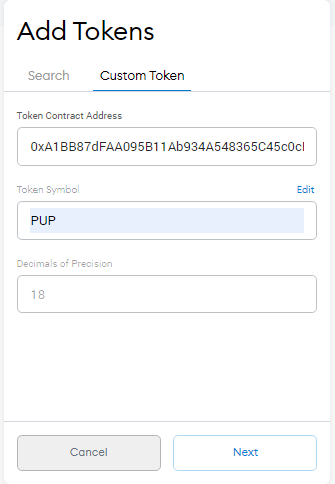 Add Tokens
Search Custom Token
Token Contract Address
0xA1BB87dFAA095B11Ab934A548365C45c0cl
Token Symbol Edit
PUP
Decimals of Precision
18
Cancel Next